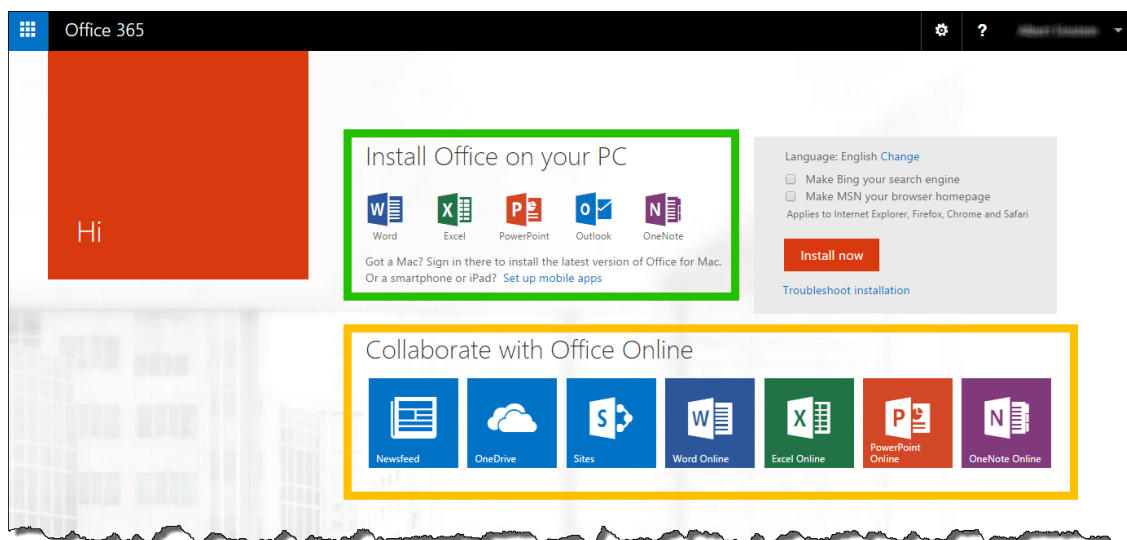 Office 365
?
Hi
Install Office on your PC
Word Excel PowerPoint Outlook OneNote
Got a Mac? Sign in there to install the latest version of Office for Mac.
Or a smartphone or iPad? Set up mobile apps
Language: English Change
Make Bing your search engine
Make MSN your browser homepage
Applies to Internet Explorer, Firefox, Chrome and Safari
Install now
Troubleshoot installation
Collaborate with Office Online
Newsfeed OneDrive Sites Word Online Excel Online PowerPoint Online OneNote Online